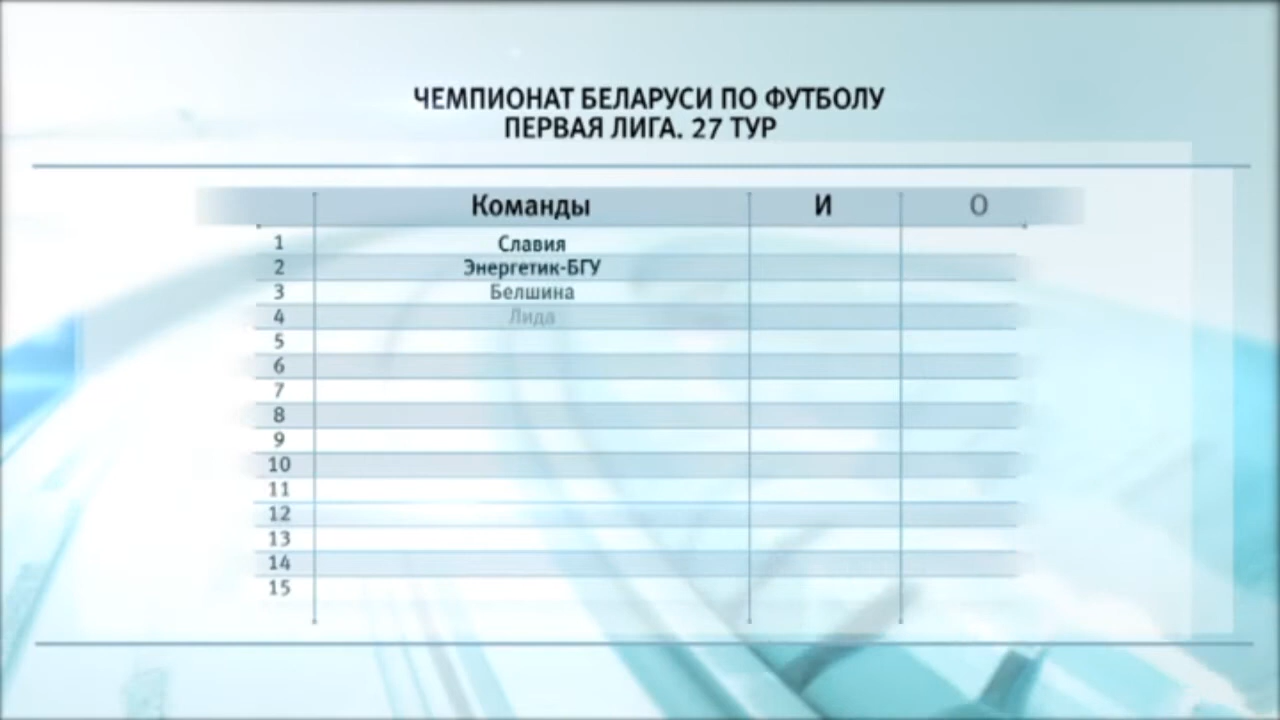 ЧЕМПИОНАТ БЕЛАРУСИ ПО ФУТБОЛУ
ПЕРВАЯ ЛИГА. 27 ТУР
Команды И О
1 Славия
2 Энергетик-БГУ
3 Белшина
4 Лида
5
6
7
8
9
10
11
12
13
14
15